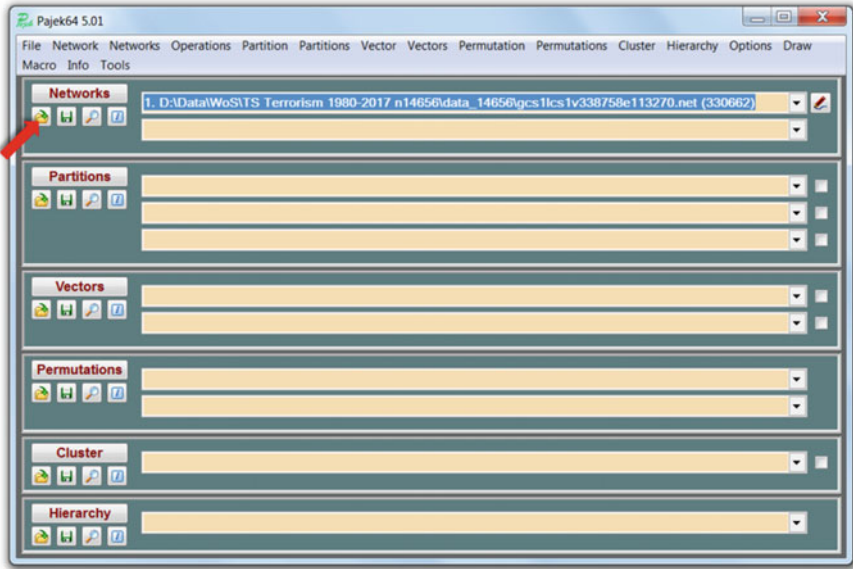 Pajek64 5.01
File Network Networks Operations Partition Partitions Vector Vectors Permutation Permutations Cluster Hierarchy Options Draw
Macro Info Tools
Networks
1. D:\Data\WoS\TS Terrorism 1980-2017 n14656\data_14656\gcs1lcs1v338758e113270.net (330662)
Partitions
Vectors
Permutations
Cluster
Hierarchy